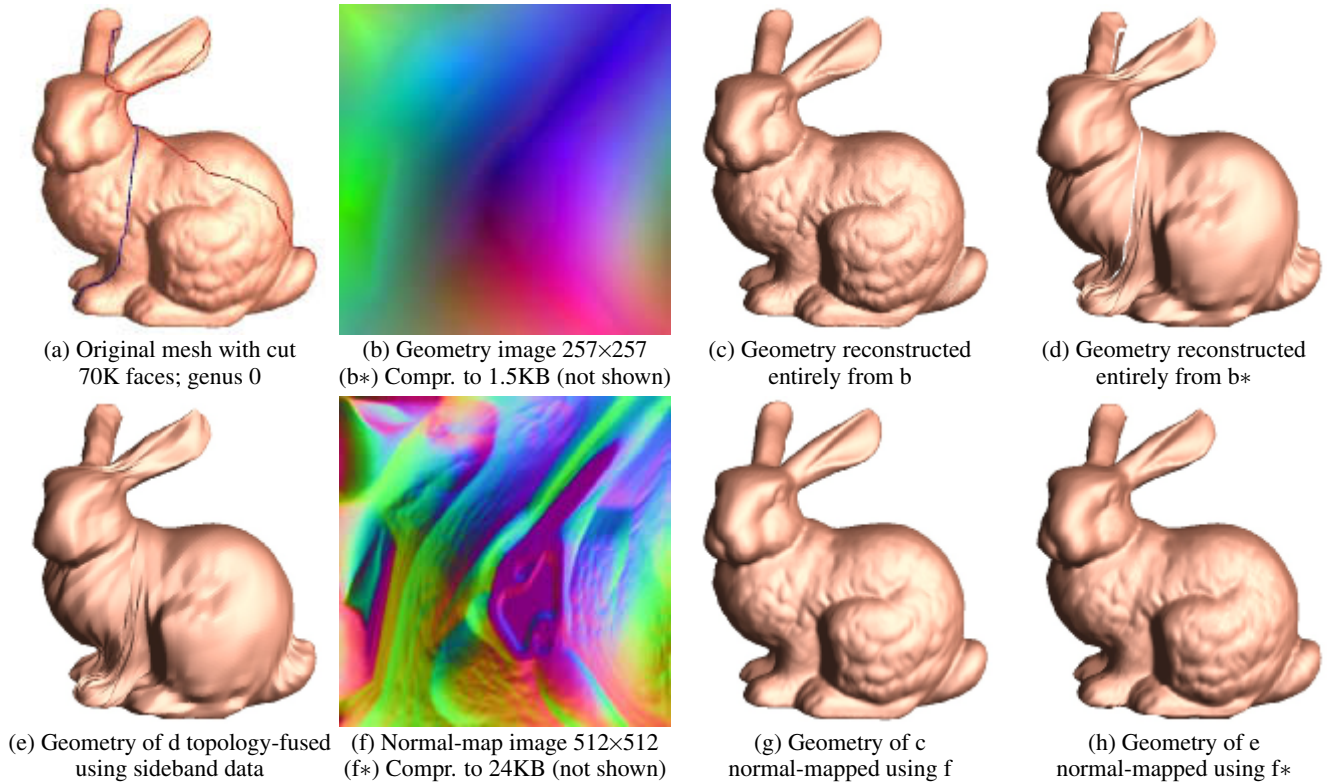 (a) Original mesh with cut
70K faces; genus 0
(b) Geometry image 257×257
(b∗) Compr. to 1.5KB (not shown)
(c) Geometry reconstructed
entirely from b
(d) Geometry reconstructed
entirely from b∗
(e) Geometry of d topology-fused
using sideband data
(f) Normal-map image 512×512
(f∗) Compr. to 24KB (not shown)
(g) Geometry of c
normal-mapped using f
(h) Geometry of e
normal-mapped using f∗